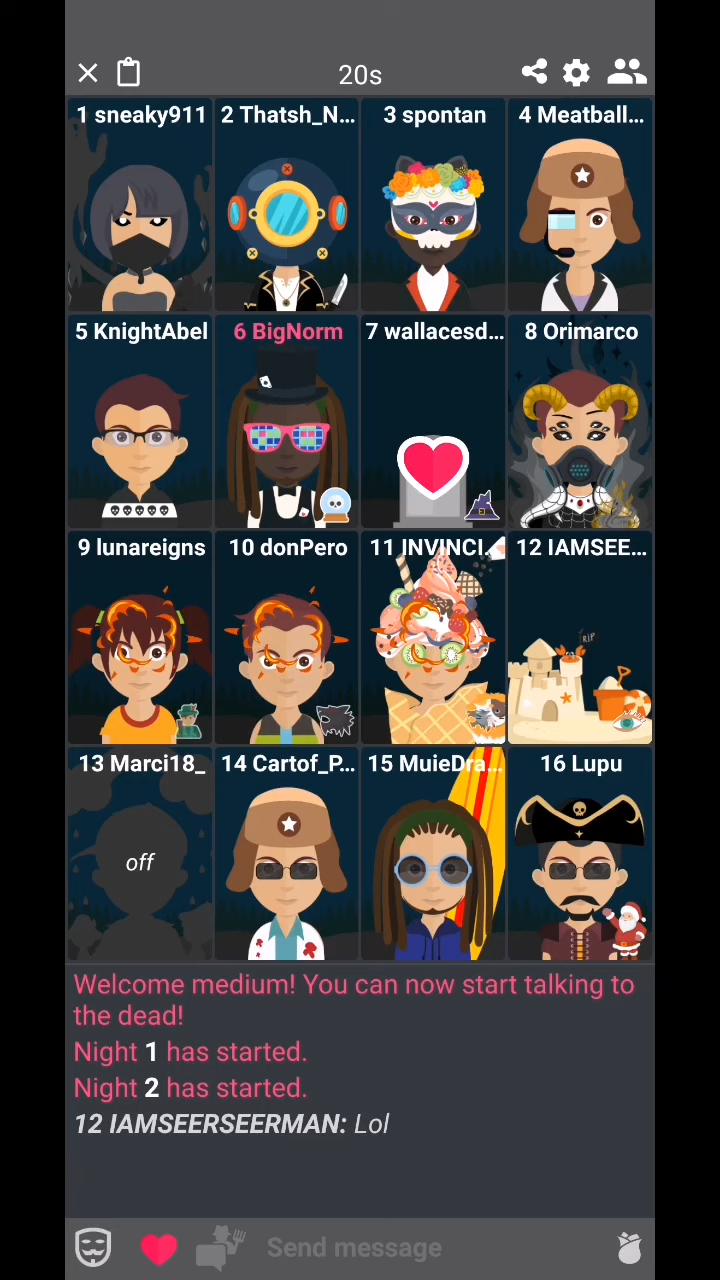 20s
1 sneaky911
2 Thatsh_N...
3 spontan
4 Meatball...
5 KnightAbel
6 BigNorm
7 wallacesd...
8 Orimarco
9 lunareigns
10 donPero
11 INVINCI...
12 IAMSEE...
RIP
13 Marci18_
off
14 Cartof_P...
15 MuieDra...
16 Lupu
Welcome medium! You can now start talking to
the dead!
Night 1 has started.
Night 2 has started.
12 IAMSEERSEERMAN: Lol
Send message